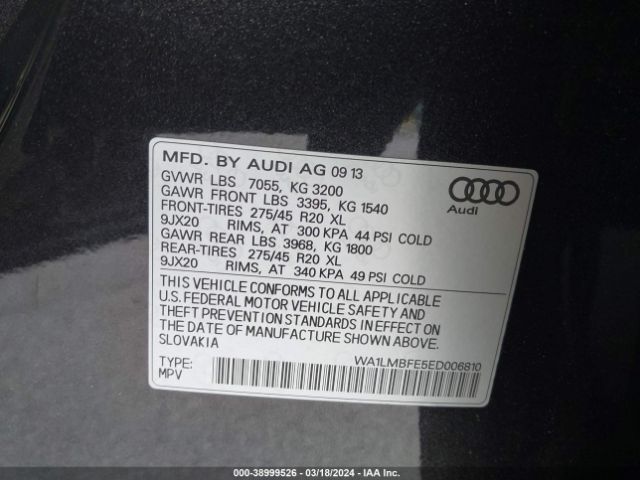 MFD. BY AUDI AG 09 13
GVWR LBS 7055, KG 3200
GAWR FRONT LBS 3395, KG 1540
FRONT-TIRES 275/45 R20 XL
9JX20 RIMS, AT 300 KPA 44 PSI COLD
GAWR REAR LBS 3968, KG 1800
REAR-TIRES 275/45 R20 XL
9JX20 RIMS, AT 340 KPA 49 PSI COLD
Audi
THIS VEHICLE CONFORMS TO ALL APPLICABLE
U.S. FEDERAL MOTOR VEHICLE SAFETY AND
THEFT PREVENTION STANDARDS IN EFFECT ON
THE DATE OF MANUFACTURE SHOWN ABOVE.
SLOVAKIA
TYPE: WA1LMBFE5ED006810
MPV
000-38999526 - 03/18/2024 - IAA Inc.